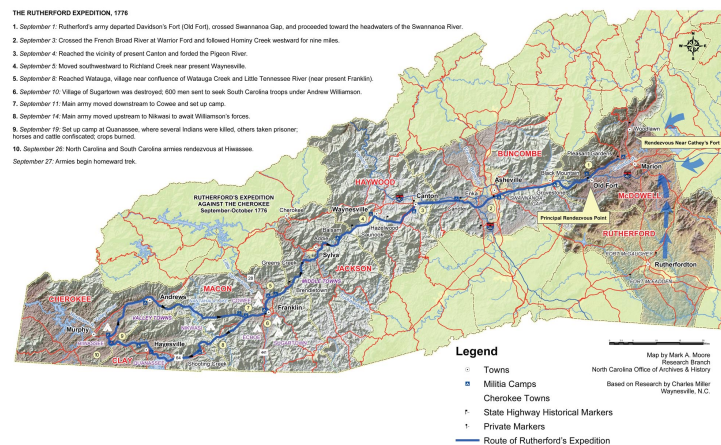 THE RUTHERFORD EXPEDITION, 1776
1. September 1: Rutherford's army departed Davidson's Fort (Old Fort), crossed Swannanoa Gap, and proceeded toward the headwaters of the Swannanoa River.
2. September 3: Crossed the French Broad River at Warrior Ford and followed Hominy Creek westward for nine miles.
3. September 4: Reached the vicinity of present Canton and forded the Pigeon River.
4. September 5: Moved southwestward to Richland Creek near present Waynesville.
5. September 8: Reached Watauga, village near confluence of Watauga Creek and Little Tennessee River (near present Franklin).
6. September 10: Village of Sugartown was destroyed; 600 men sent to seek South Carolina troops under Andrew Williamson.
7. September 11: Main army moved downstream to Cowee and set up camp.
8. September 14: Main army moved upstream to Nikwasi to await Williamson's forces.
9. September 19: Set up camp at Quanassee, where several Indians were killed, others taken prisoner;
horses and cattle confiscated; crops burned.
10. September 26: North Carolina and South Carolina armies rendezvous at Hiwassee.
September 27: Armies begin homeward trek.
Woodlawn
Rendezvous Near Cathey's Fort
Pleasant Gardens
BUNCOMBE
Marion
Black Mountain
Asheville
Old Fort
HAYWOOD
McDOWELL
RUTHERFORD'S EXPEDITION
AGAINST THE CHEROKEE
September-October 1776
Canton
Principal Rendezvous Point
Cherokee
Waynesville
RUTHERFORD
Hazelwood
Balsam
Rutherfordton
Sylva
JACKSON
Greens Creek
MACON
MIDDLE TOWNS
CHEROKEE
Andrews
Franklin
VALLEY TOWNS
Murphy
Hayesville
CLAY
64
Shooting Creek
Legend
Towns
Militia Camps
Cherokee Towns
State Highway Historical Markers
Private Markers
Route of Rutherford's Expedition
Map by Mark A. Moore
Research Branch
North Carolina Office of Archives & History
Based on Research by Charles Miller
Waynesville, N.C.